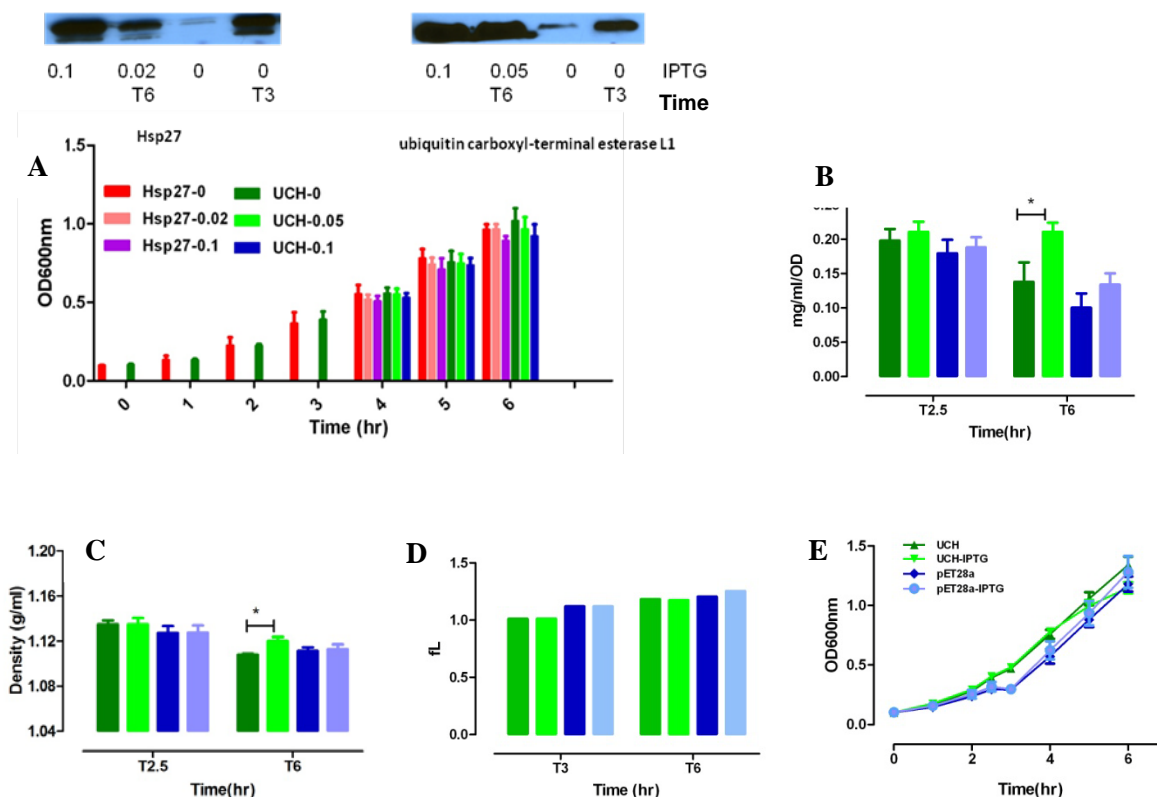 0.1 0.02 0 0 0.1 0.05 0 0 IPTG
T6 T3 T6 T3 Time
Hsp27 ubiquitin carboxyl-terminal esterase L1
A
1.5
1.0
0.5
0.0
OD600nm
Hsp27-0 UCH-0
Hsp27-0.02 UCH-0.05
Hsp27-0.1 UCH-0.1
0 1 2 3 4 5 6
Time (hr)
B
*
0.25
0.20
0.15
0.10
0.05
0.00
mg/ml/OD
T2.5 T6
Time(hr)
C
1.20
1.16
1.12
1.08
1.04
Density (g/ml)
*
T2.5 T6
Time(hr)
D
1.5
1.0
0.5
0.0
fL
T3 T6
Time(hr)
E
UCH
UCH-IPTG
pET28a
pET28a-IPTG
1.5
1.0
0.5
0.0
OD600nm
0 2 4 6
Time(hr)